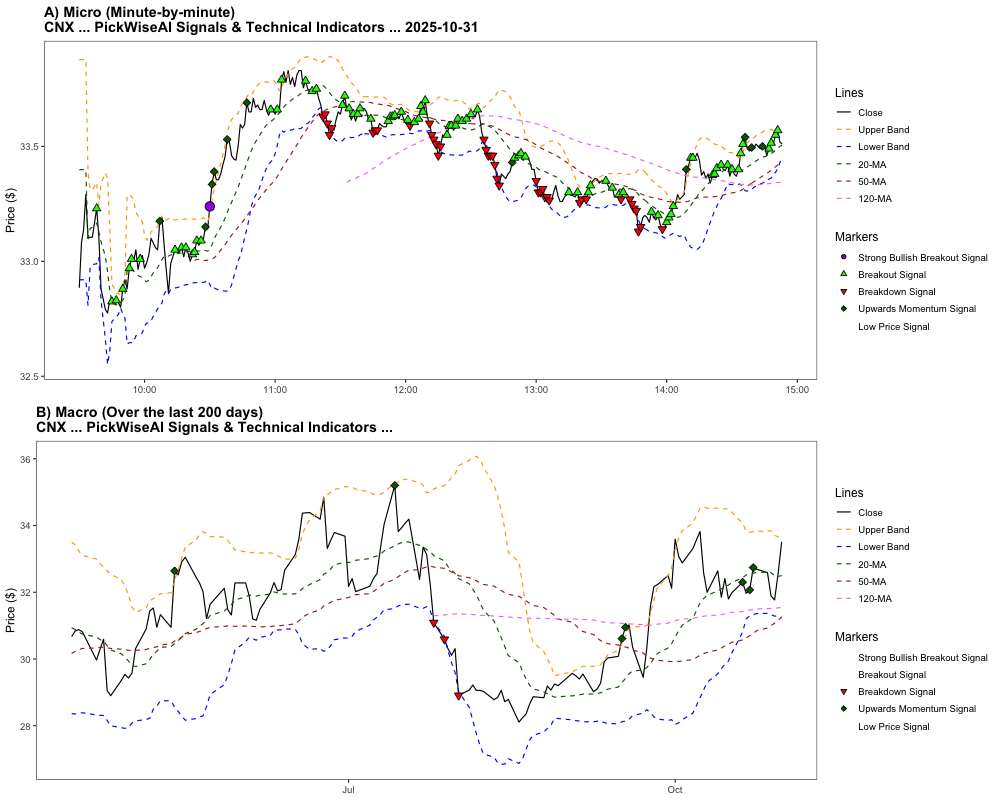 A) Micro (Minute-by-minute)
CNX ... PickWiseAI Signals & Technical Indicators ... 2025-10-31
Price ($)
33.5
33.0
32.5
10:00
11:00
12:00
13:00
14:00
15:00
Lines
Close
Upper Band
Lower Band
20-MA
50-MA
120-MA
Markers
Strong Bullish Breakout Signal
Breakout Signal
Breakdown Signal
Upwards Momentum Signal
Low Price Signal
B) Macro (Over the last 200 days)
CNX ... PickWiseAI Signals & Technical Indicators ...
Price ($)
36
34
32
30
28
Jul
Oct
Lines
Close
Upper Band
Lower Band
20-MA
50-MA
120-MA
Markers
Strong Bullish Breakout Signal
Breakout Signal
Breakdown Signal
Upwards Momentum Signal
Low Price Signal